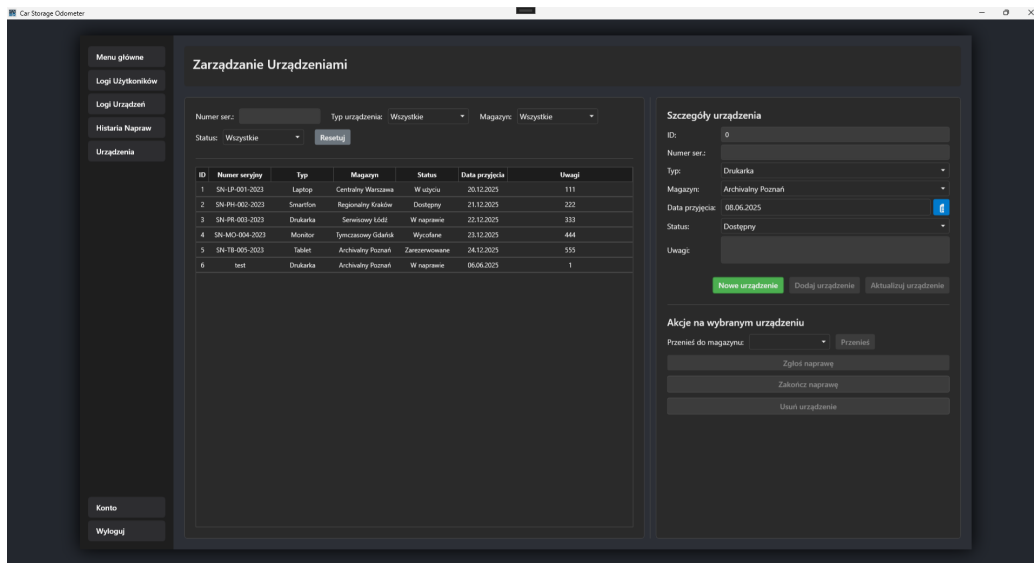 Car Storage Odometer
Menu główne
Logi Użytkoników
Logi Urządzeń
Histaria Napraw
Urządzenia
Konto
Wyloguj
Zarządzanie Urządzeniami
Numer ser.: Typ urządzenia: Wszystkie Magazyn: Wszystkie
Status: Wszystkie Resetuj
ID Numer seryjny Typ Magazyn Status Data przyjęcia Uwagi
1 SN-LP-001-2023 Laptop Centralny Warszawa W użyciu 20.12.2025 111
2 SN-PH-002-2023 Smartfon Regionalny Kraków Dostępny 21.12.2025 222
3 SN-PR-003-2023 Drukarka Serwisowy Łódź W naprawie 22.12.2025 333
4 SN-MO-004-2023 Monitor Tymczasowy Gdańsk Wycofane 23.12.2025 444
5 SN-TB-005-2023 Tablet Archiwalny Poznań Zarezerwowane 24.12.2025 555
6 test Drukarka Archiwalny Poznań W naprawie 06.06.2025 1
Szczegóły urządzenia
ID: 0
Numer ser.:
Typ: Drukarka
Magazyn: Archiwalny Poznań
Data przyjęcia: 08.06.2025
Status: Dostępny
Uwagi:
Nowe urządzenie Dodaj urządzenie Aktualizuj urządzenie
Akcje na wybranym urządzeniu
Przenieś do magazynu: Przenieś
Zgłoś naprawę
Zakończ naprawę
Usuń urządzenie